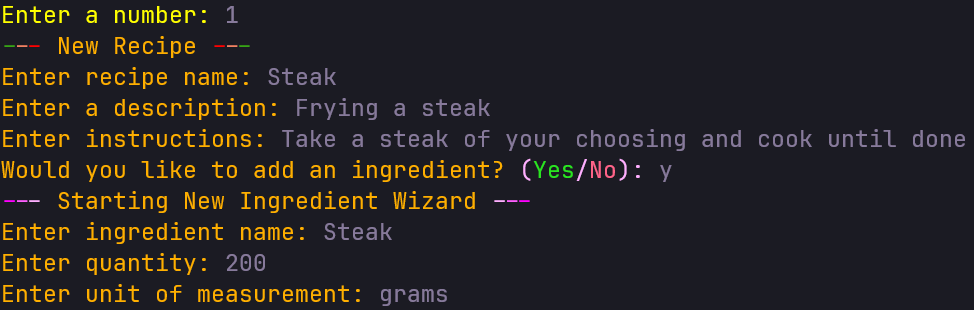 Enter a number: 1
--- New Recipe ---
Enter recipe name: Steak
Enter a description: Frying a steak
Enter instructions: Take a steak of your choosing and cook until done
Would you like to add an ingredient? (Yes/No): y
--- Starting New Ingredient Wizard ---
Enter ingredient name: Steak
Enter quantity: 200
Enter unit of measurement: grams